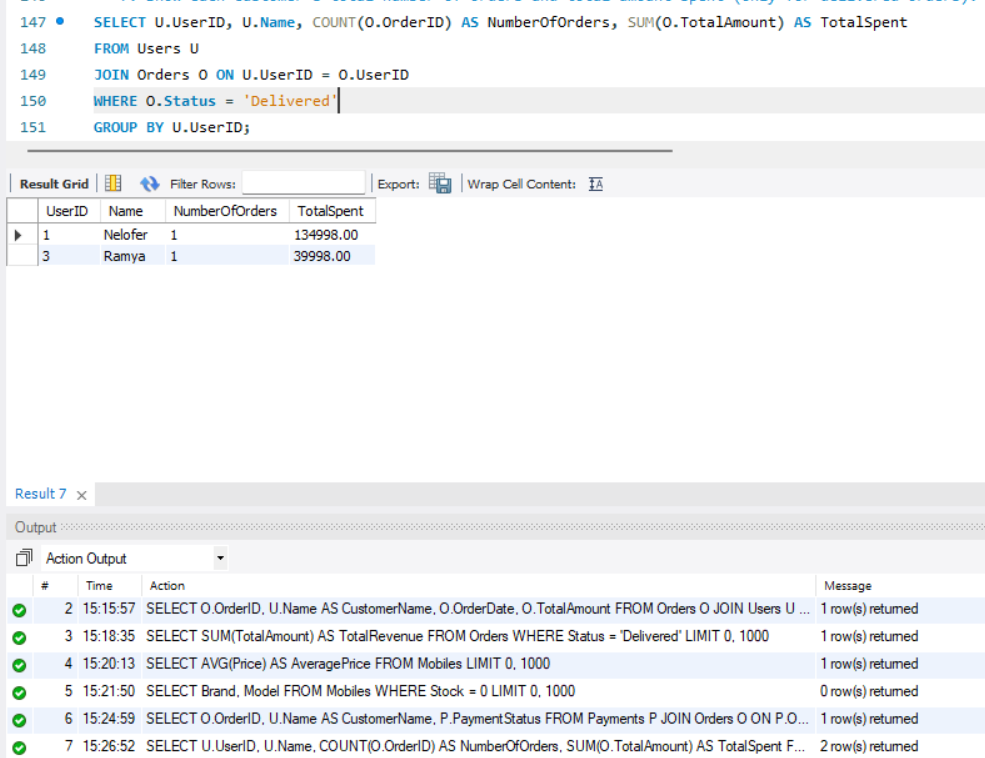 147 SELECT U.UserID, U.Name, COUNT(O.OrderID) AS NumberOfOrders, SUM(O.TotalAmount) AS TotalSpent
148 FROM Users U
149 JOIN Orders O ON U.UserID = O.UserID
150 WHERE O.Status = 'Delivered'
151 GROUP BY U.UserID;
Result Grid Filter Rows: Export: Wrap Cell Content:
UserID Name NumberOfOrders TotalSpent
1 Nelofer 1 134998.00
3 Ramya 1 39998.00
Result 7
Output
Action Output
# Time Action Message
2 15:15:57 SELECT O.OrderID, U.Name AS CustomerName, O.OrderDate, O.TotalAmount FROM Orders O JOIN Users U ... 1 row(s) returned
3 15:18:35 SELECT SUM(TotalAmount) AS TotalRevenue FROM Orders WHERE Status = 'Delivered' LIMIT 0, 1000 1 row(s) returned
4 15:20:13 SELECT AVG(Price) AS AveragePrice FROM Mobiles LIMIT 0, 1000 1 row(s) returned
5 15:21:50 SELECT Brand, Model FROM Mobiles WHERE Stock = 0 LIMIT 0, 1000 0 row(s) returned
6 15:24:59 SELECT O.OrderID, U.Name AS CustomerName, P.PaymentStatus FROM Payments P JOIN Orders O ON P.O... 1 row(s) returned
7 15:26:52 SELECT U.UserID, U.Name, COUNT(O.OrderID) AS NumberOfOrders, SUM(O.TotalAmount) AS TotalSpent F... 2 row(s) returned